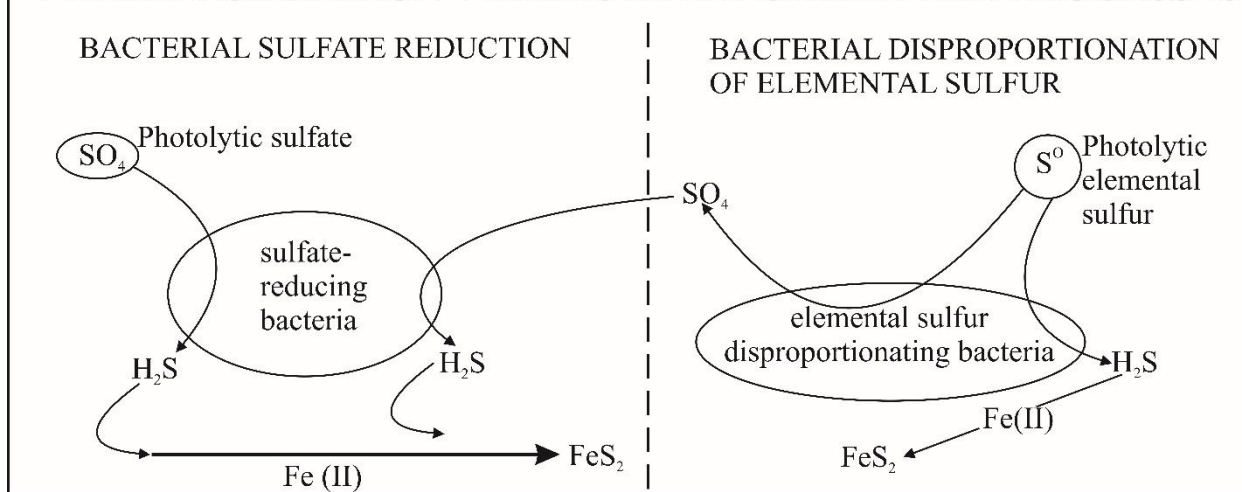 BACTERIAL SULFATE REDUCTION
BACTERIAL DISPROPORTIONATION
OF ELEMENTAL SULFUR
SO₄
Photolytic sulfate
sulfate-
reducing
bacteria
H₂S
H₂S
Fe (II)
FeS₂
SO₄
S⁰
Photolytic
elemental
sulfur
elemental sulfur
disproportionating bacteria
H₂S
Fe(II)
FeS₂